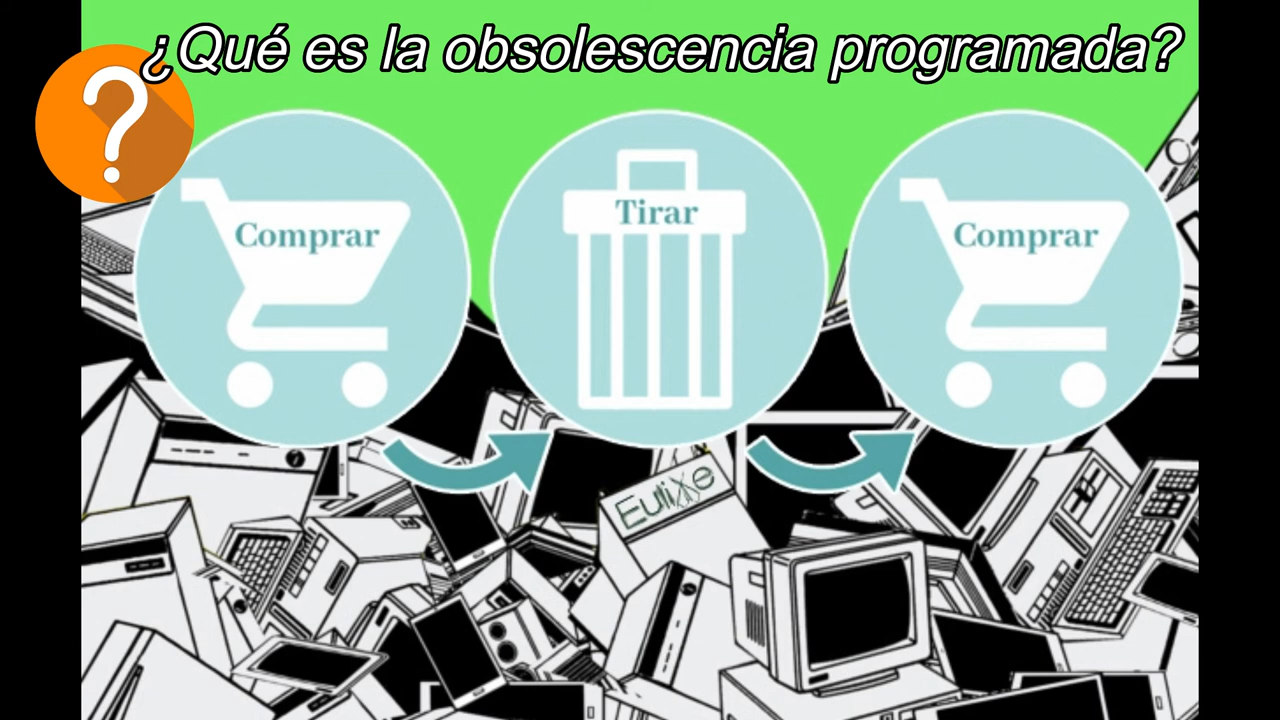 ¿Qué es la obsolescencia programada?
?
Comprar
Tirar
Comprar
Eulixe